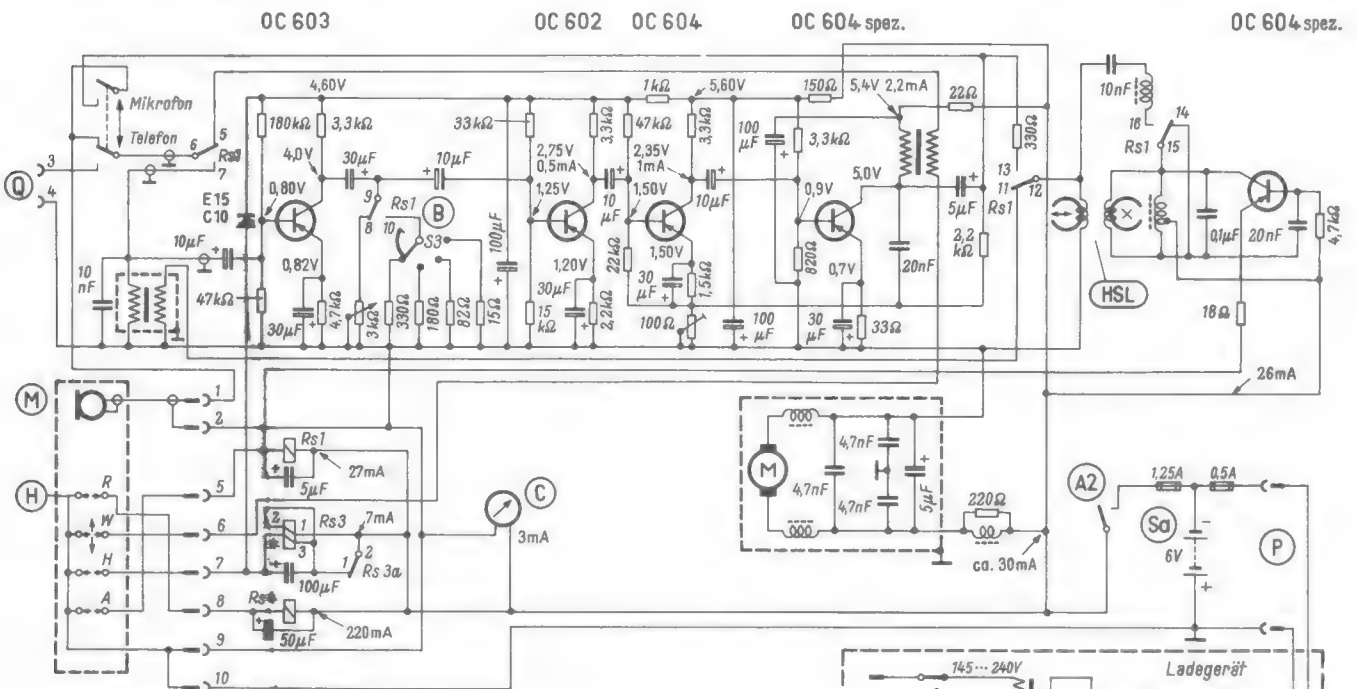 OC 603 OC 602 OC 604 OC 604 spez. OC 604 spez.
Mikrofon
Telefon
3
Q
4
6
5
Rs1
7
E15
C10
10µF
10
nF
47kΩ
4,60V
180kΩ
3,3kΩ
4,0V
0,80V
0,82V
30µF
4,7kΩ
30µF
9
8
Rs1
10
B
S3
10µF
3kΩ
330Ω
180Ω
82Ω
15Ω
100µF
33kΩ
2,75V
0,5mA
1,25V
1,20V
15
kΩ
30µF
2,2kΩ
3,3kΩ
10
µF
1kΩ
5,60V
47kΩ
3,3kΩ
2,35V
1mA
1,50V
22kΩ
10µF
1,50V
30
µF
1,5kΩ
100Ω
100
µF
100
µF
150Ω
3,3kΩ
0,9V
5,0V
820Ω
0,7V
30
µF
33Ω
5,4V 2,2mA
22Ω
20nF
5µF
Rs1
2,2
kΩ
330Ω
13
11
12
10nF
16
14
Rs1
15
0,1µF
20nF
4,7kΩ
HSL
18Ω
26mA
M
1
2
Rs1
27mA
5µF
H
R
W
H
A
5
6
7
8
9
10
2
1
3
Rs3
7mA
1
2
Rs3a
100µF
50µF
220mA
C
3mA
M
4,7nF
4,7nF
4,7nF
5µF
220Ω
ca. 30mA
A2
1,25A
0,5A
Sa
6V
P
145...240V
Ladegerät